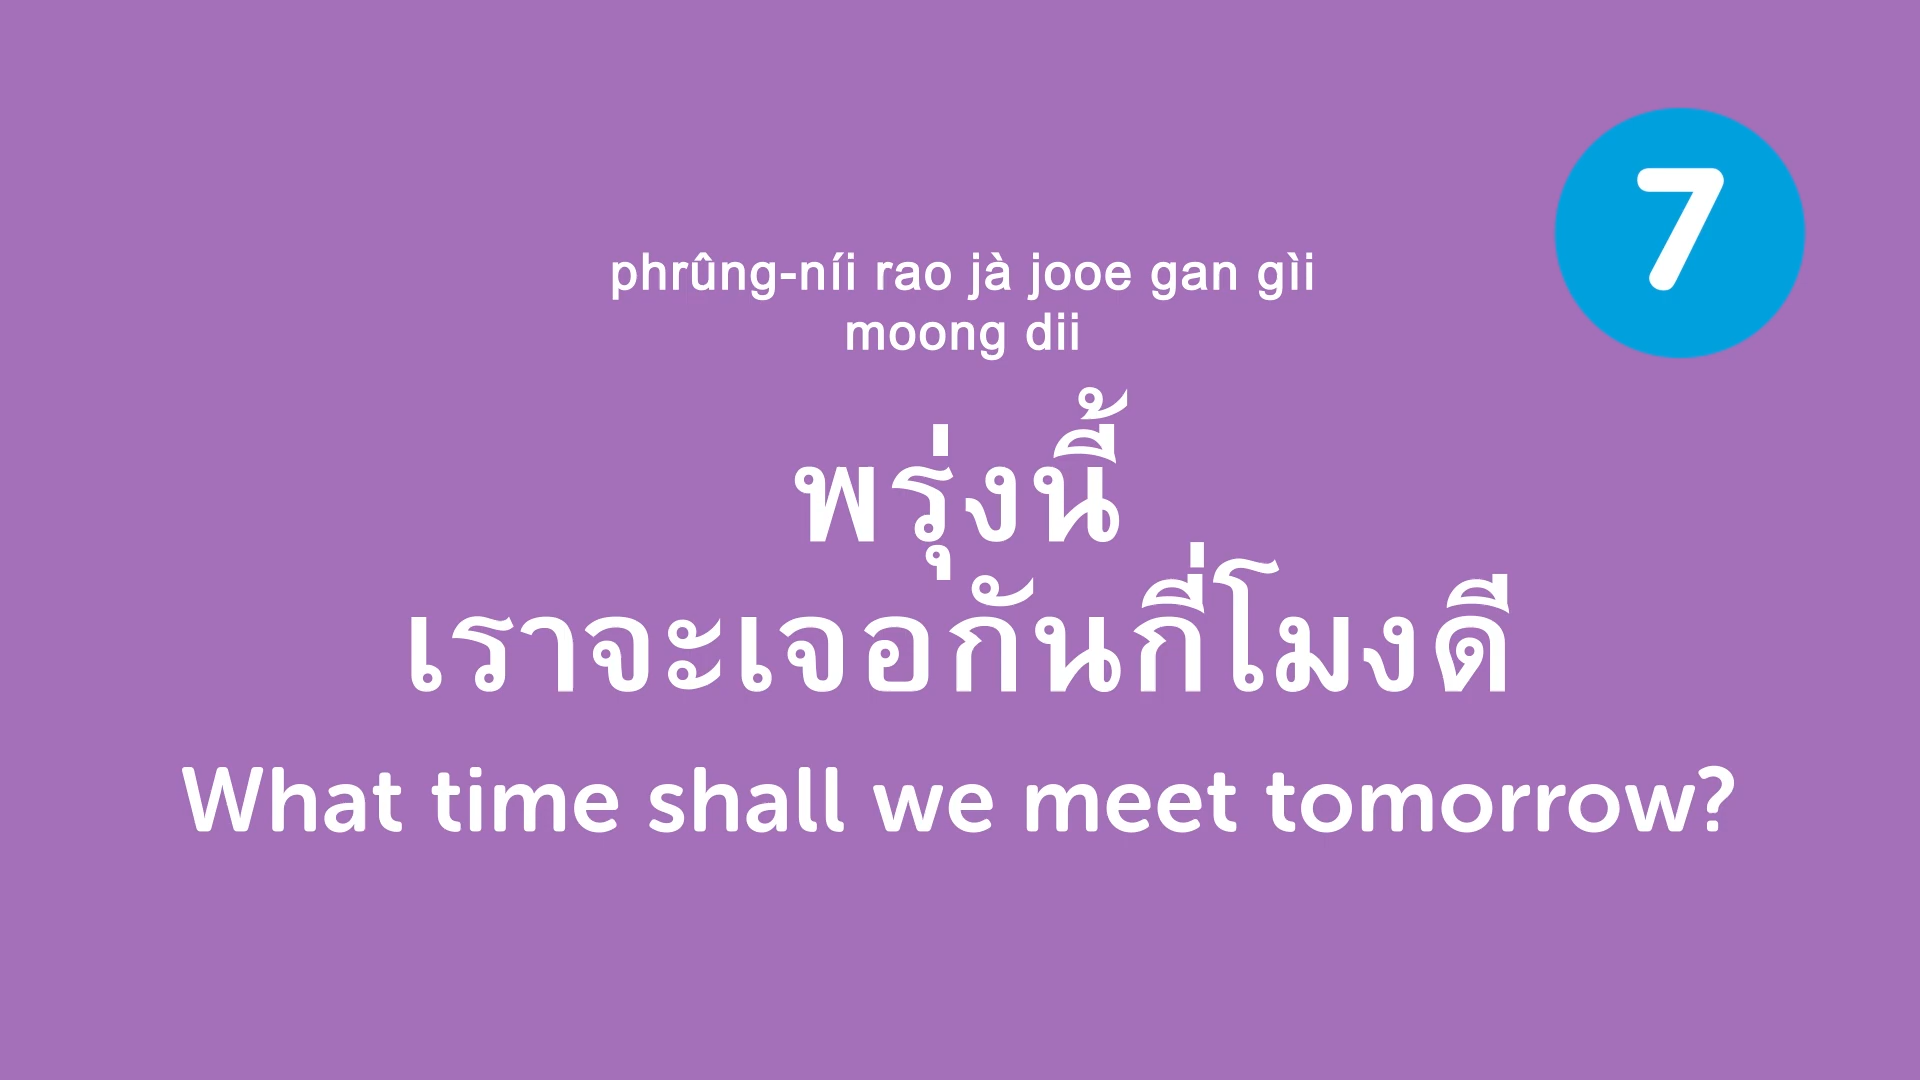 7
phrûng-níi rao jà jooe gan gìi
moong dii
พรุ่งนี้
เราจะเจอกันกี่โมงดี
What time shall we meet tomorrow?